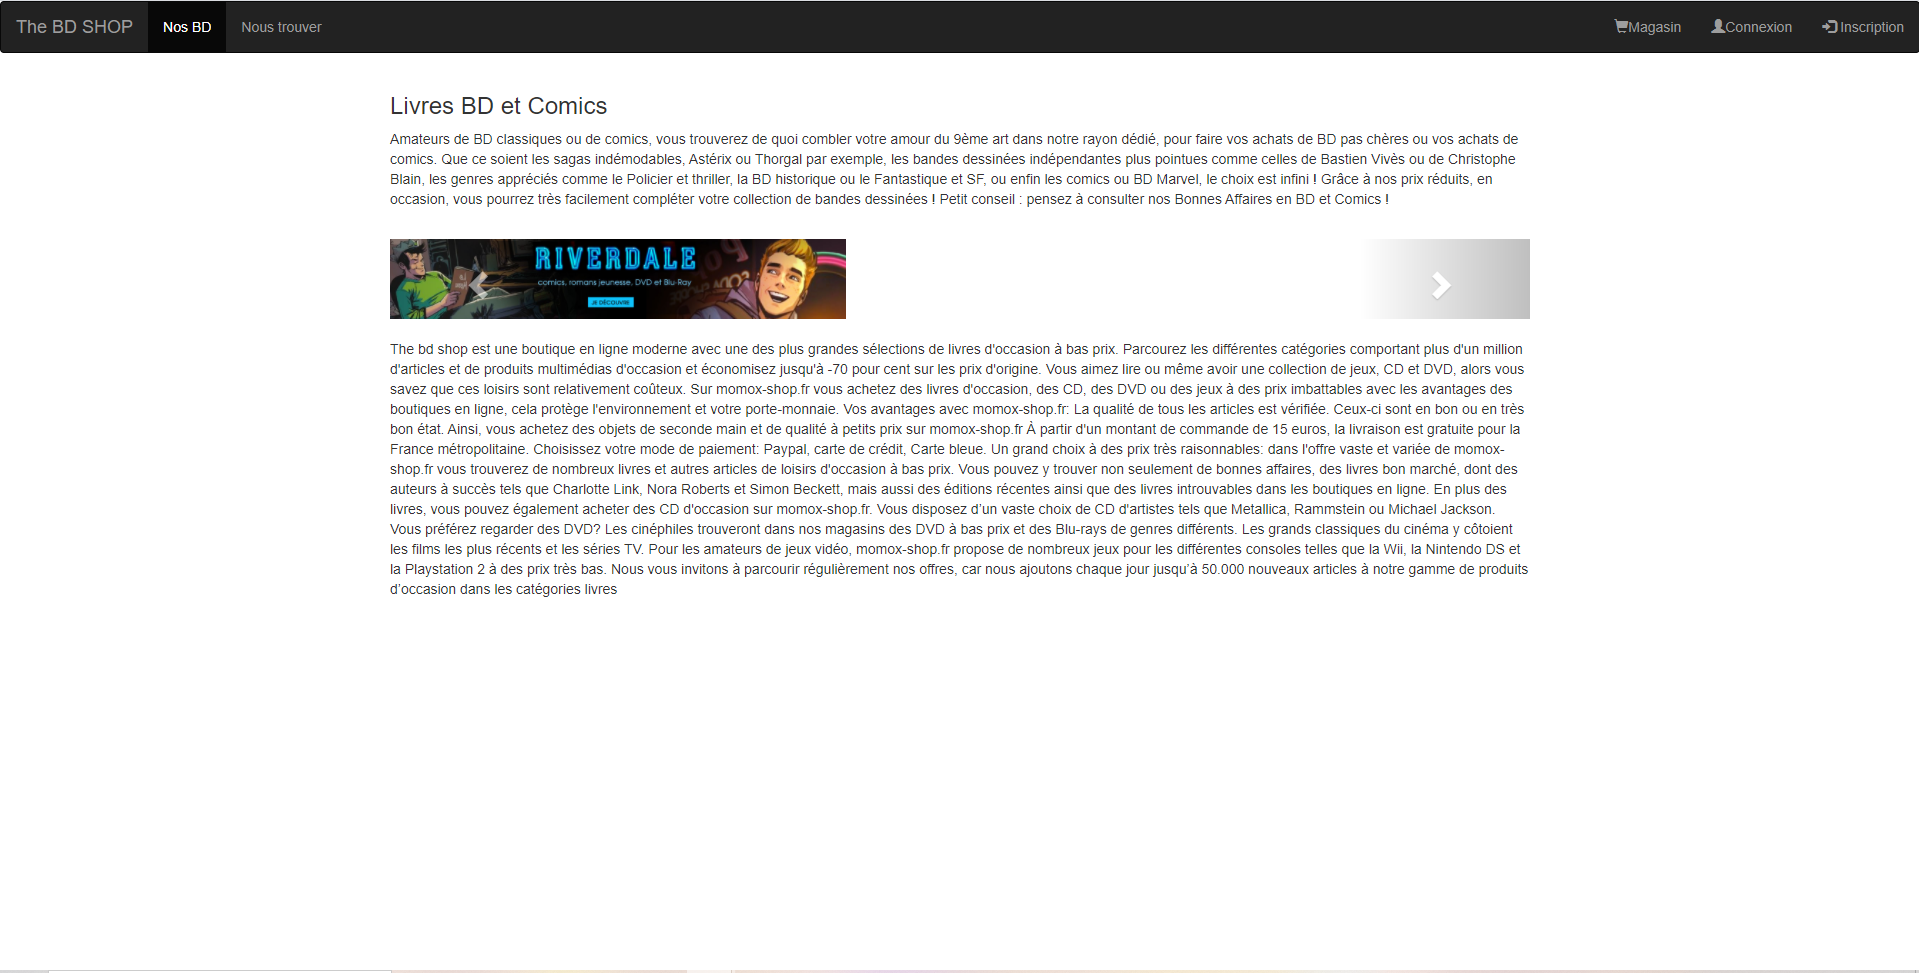 The BD SHOP Nos BD Nous trouver Magasin Connexion Inscription
Livres BD et Comics
Amateurs de BD classiques ou de comics, vous trouverez de quoi combler votre amour du 9ème art dans notre rayon dédié, pour faire vos achats de BD pas chères ou vos achats de
comics. Que ce soient les sagas indémodables, Astérix ou Thorgal par exemple, les bandes dessinées indépendantes plus pointues comme celles de Bastien Vivès ou de Christophe
Blain, les genres appréciés comme le Policier et thriller, la BD historique ou le Fantastique et SF, ou enfin les comics ou BD Marvel, le choix est infini ! Grâce à nos prix réduits, en
occasion, vous pourrez très facilement compléter votre collection de bandes dessinées ! Petit conseil : pensez à consulter nos Bonnes Affaires en BD et Comics !
RIVERDALE
comics, romans jeunesse, DVD et Blu-Ray
JE DÉCOUVRE
The bd shop est une boutique en ligne moderne avec une des plus grandes sélections de livres d'occasion à bas prix. Parcourez les différentes catégories comportant plus d'un million
d'articles et de produits multimédias d'occasion et économisez jusqu'à -70 pour cent sur les prix d'origine. Vous aimez lire ou même avoir une collection de jeux, CD et DVD, alors vous
savez que ces loisirs sont relativement coûteux. Sur momox-shop.fr vous achetez des livres d'occasion, des CD, des DVD ou des jeux à des prix imbattables avec les avantages des
boutiques en ligne, cela protège l'environnement et votre porte-monnaie. Vos avantages avec momox-shop.fr: La qualité de tous les articles est vérifiée. Ceux-ci sont en bon ou en très
bon état. Ainsi, vous achetez des objets de seconde main et de qualité à petits prix sur momox-shop.fr À partir d'un montant de commande de 15 euros, la livraison est gratuite pour la
France métropolitaine. Choisissez votre mode de paiement: Paypal, carte de crédit, Carte bleue. Un grand choix à des prix très raisonnables: dans l'offre vaste et variée de momox-
shop.fr vous trouverez de nombreux livres et autres articles de loisirs d'occasion à bas prix. Vous pouvez y trouver non seulement de bonnes affaires, des livres bon marché, dont des
auteurs à succès tels que Charlotte Link, Nora Roberts et Simon Beckett, mais aussi des éditions récentes ainsi que des livres introuvables dans les boutiques en ligne. En plus des
livres, vous pouvez également acheter des CD d'occasion sur momox-shop.fr. Vous disposez d’un vaste choix de CD d'artistes tels que Metallica, Rammstein ou Michael Jackson.
Vous préférez regarder des DVD? Les cinéphiles trouveront dans nos magasins des DVD à bas prix et des Blu-rays de genres différents. Les grands classiques du cinéma y côtoient
les films les plus récents et les séries TV. Pour les amateurs de jeux vidéo, momox-shop.fr propose de nombreux jeux pour les différentes consoles telles que la Wii, la Nintendo DS et
la Playstation 2 à des prix très bas. Nous vous invitons à parcourir régulièrement nos offres, car nous ajoutons chaque jour jusqu’à 50.000 nouveaux articles à notre gamme de produits
d’occasion dans les catégories livres